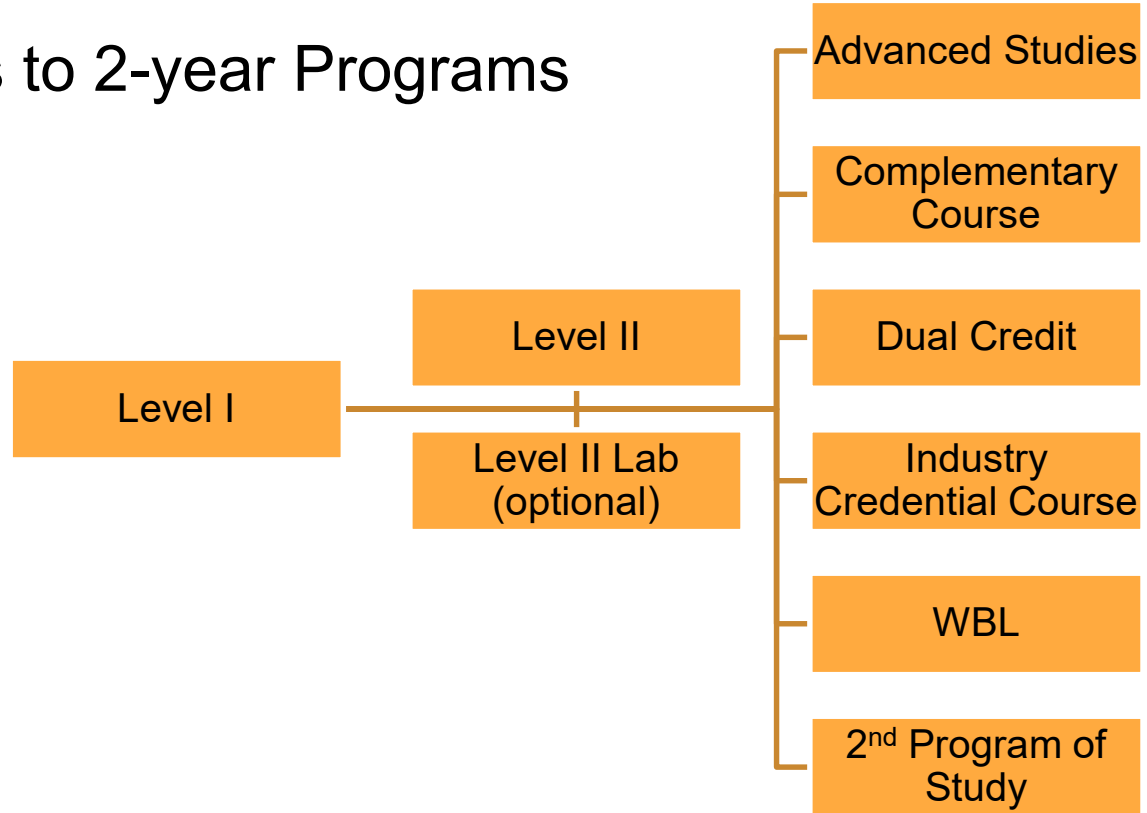 to 2-year Programs
Level I
Level II
Level II Lab
(optional)
Advanced Studies
Complementary
Course
Dual Credit
Industry
Credential Course
WBL
2nd Program of
Study